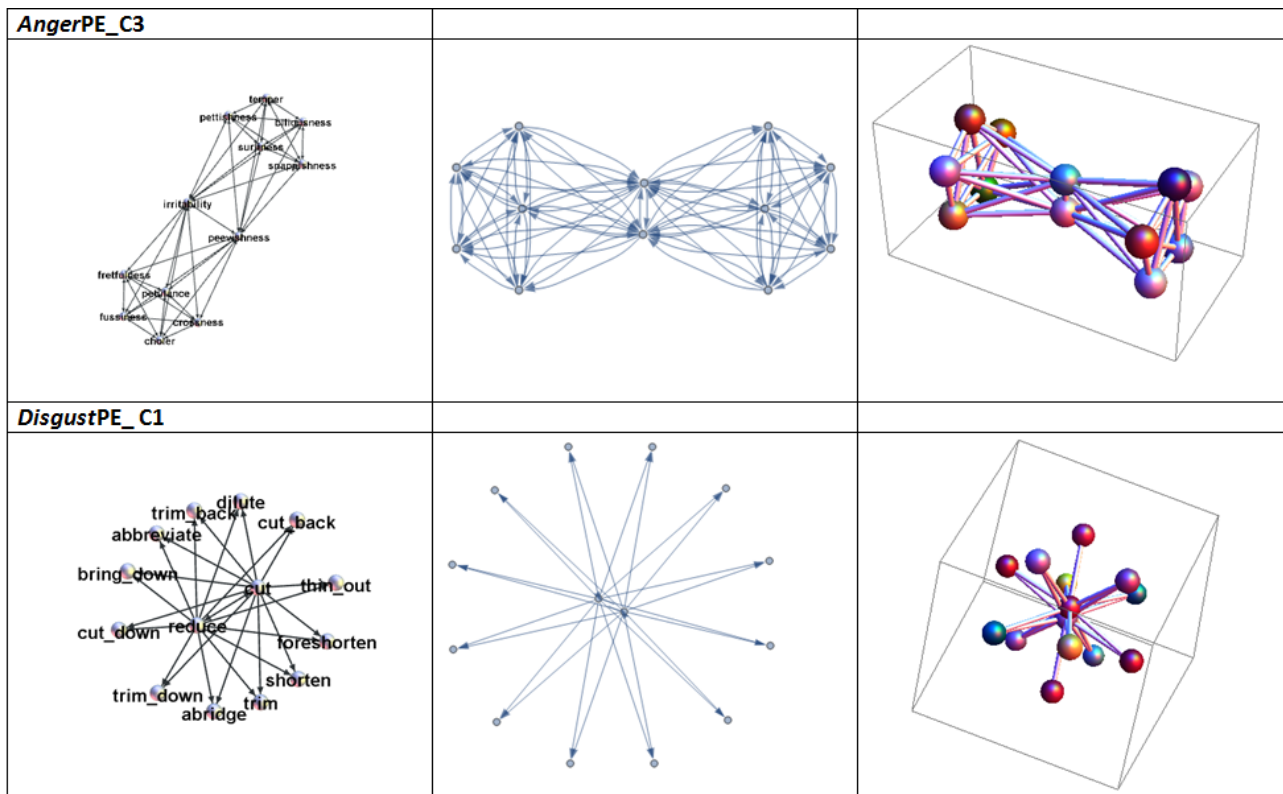 AngerPE_C3
temper
pettishness
biliousness
surliness
snappishness
irritability
peevishness
fretfulness
petulance
fussiness
crossness
choler
DisgustPE_ C1
dilute
trim_back
cut_back
abbreviate
bring_down
thin_out
cut
cut_down
reduce
foreshorten
shorten
trim_down
trim
abridge